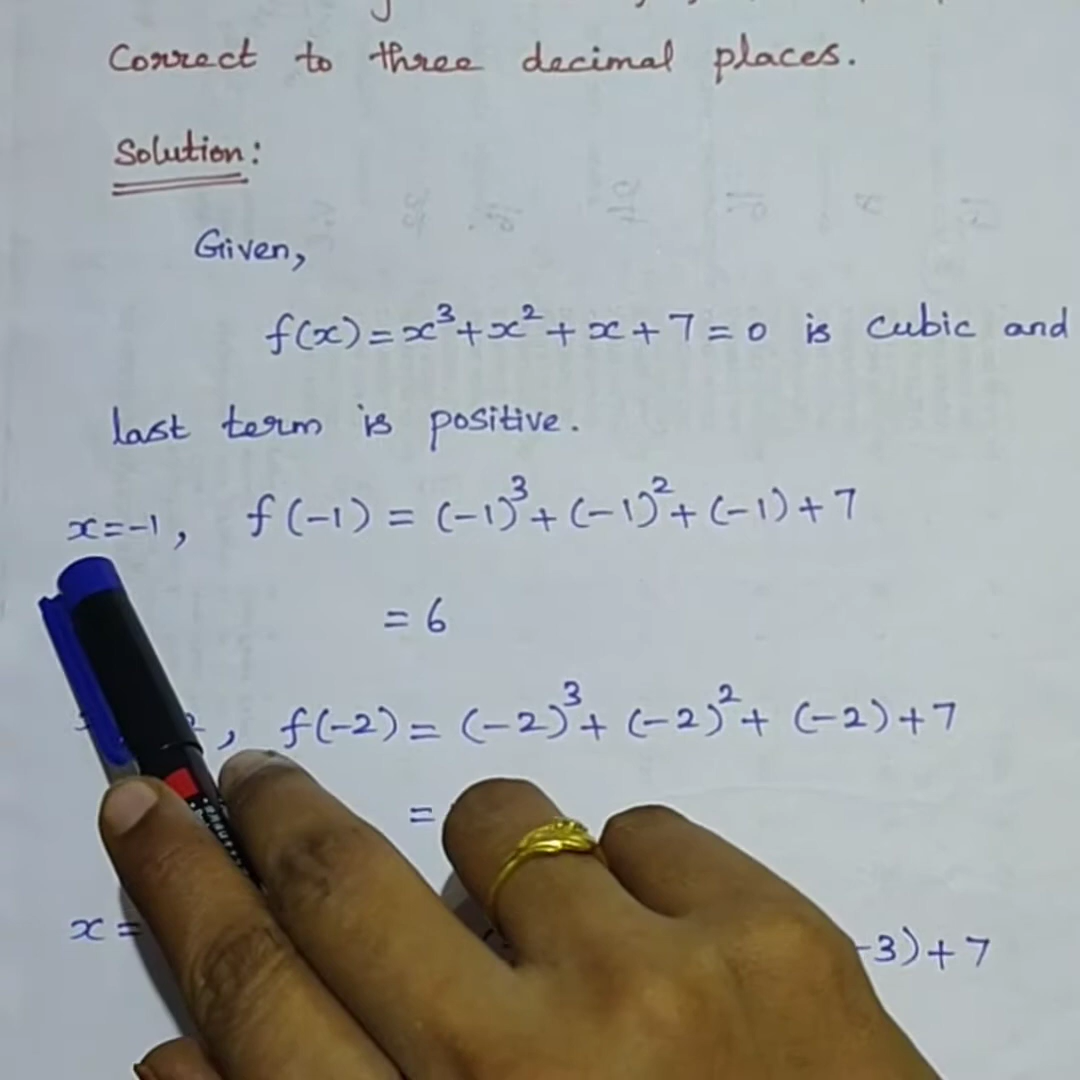 Correct to three decimal places.
Solution:
Given,
f(x) = x³ + x² + x + 7 = 0 is cubic and
last term is positive.
x = -1, f(-1) = (-1)³ + (-1)² + (-1) + 7
= 6
, f(-2) = (-2)³ + (-2)² + (-2) + 7
=
x = -3) + 7